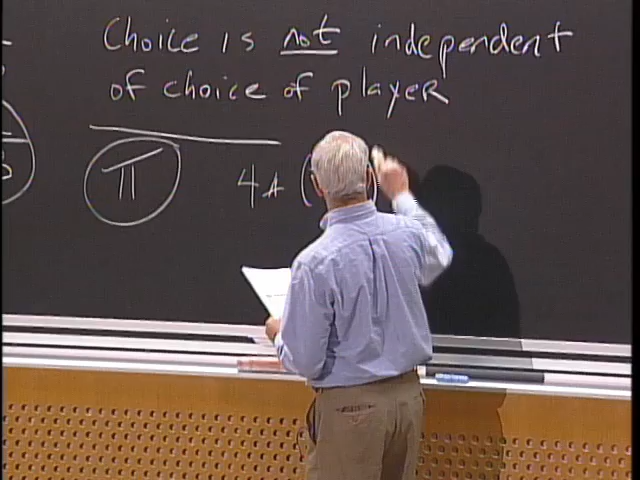 Choice is not independent
of choice of player
π 4A (